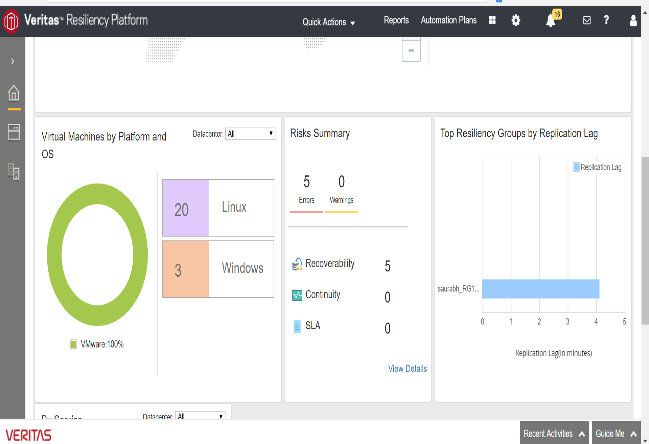 Veritas™ Resiliency Platform
Quick Actions
Reports
Automation Plans
16
?
Virtual Machines by Platform and
OS
Datacenter: All
20 Linux
3 Windows
VMware:100%
Risks Summary
5 0
Errors Warnings
Recoverability 5
Continuity 0
SLA 0
View Details
Top Resiliency Groups by Replication Lag
Replication Lag
saurabh_RG1...
0 1 2 3 4 5
Replication Lag(in minutes)
Datacenter: All
VERITAS
Recent Activities
Guide Me